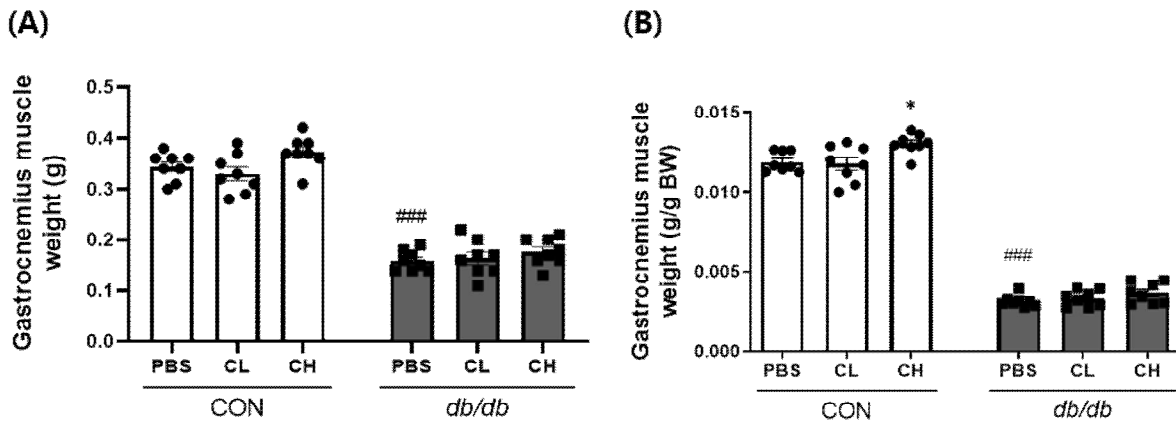 (A)
Gastrocnemius muscle
weight (g)
0.5
0.4
0.3
0.2
0.1
0.0
###
PBS CL CH PBS CL CH
CON db/db
(B)
Gastrocnemius muscle
weight (g/g BW)
0.015
0.010
0.005
0.000
*
###
PBS CL CH PBS CL CH
CON db/db